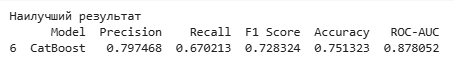 Наилучший результат
Model Precision Recall F1 Score Accuracy ROC-AUC
6 CatBoost 0.797468 0.670213 0.728324 0.751323 0.878052